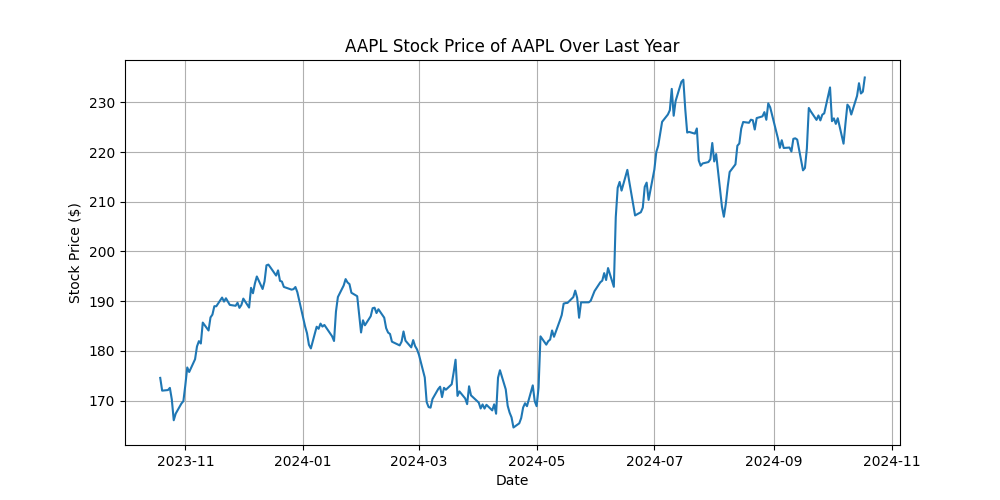 AAPL Stock Price of AAPL Over Last Year
Stock Price ($)
230
220
210
200
190
180
170
2023-11 2024-01 2024-03 2024-05 2024-07 2024-09 2024-11
Date